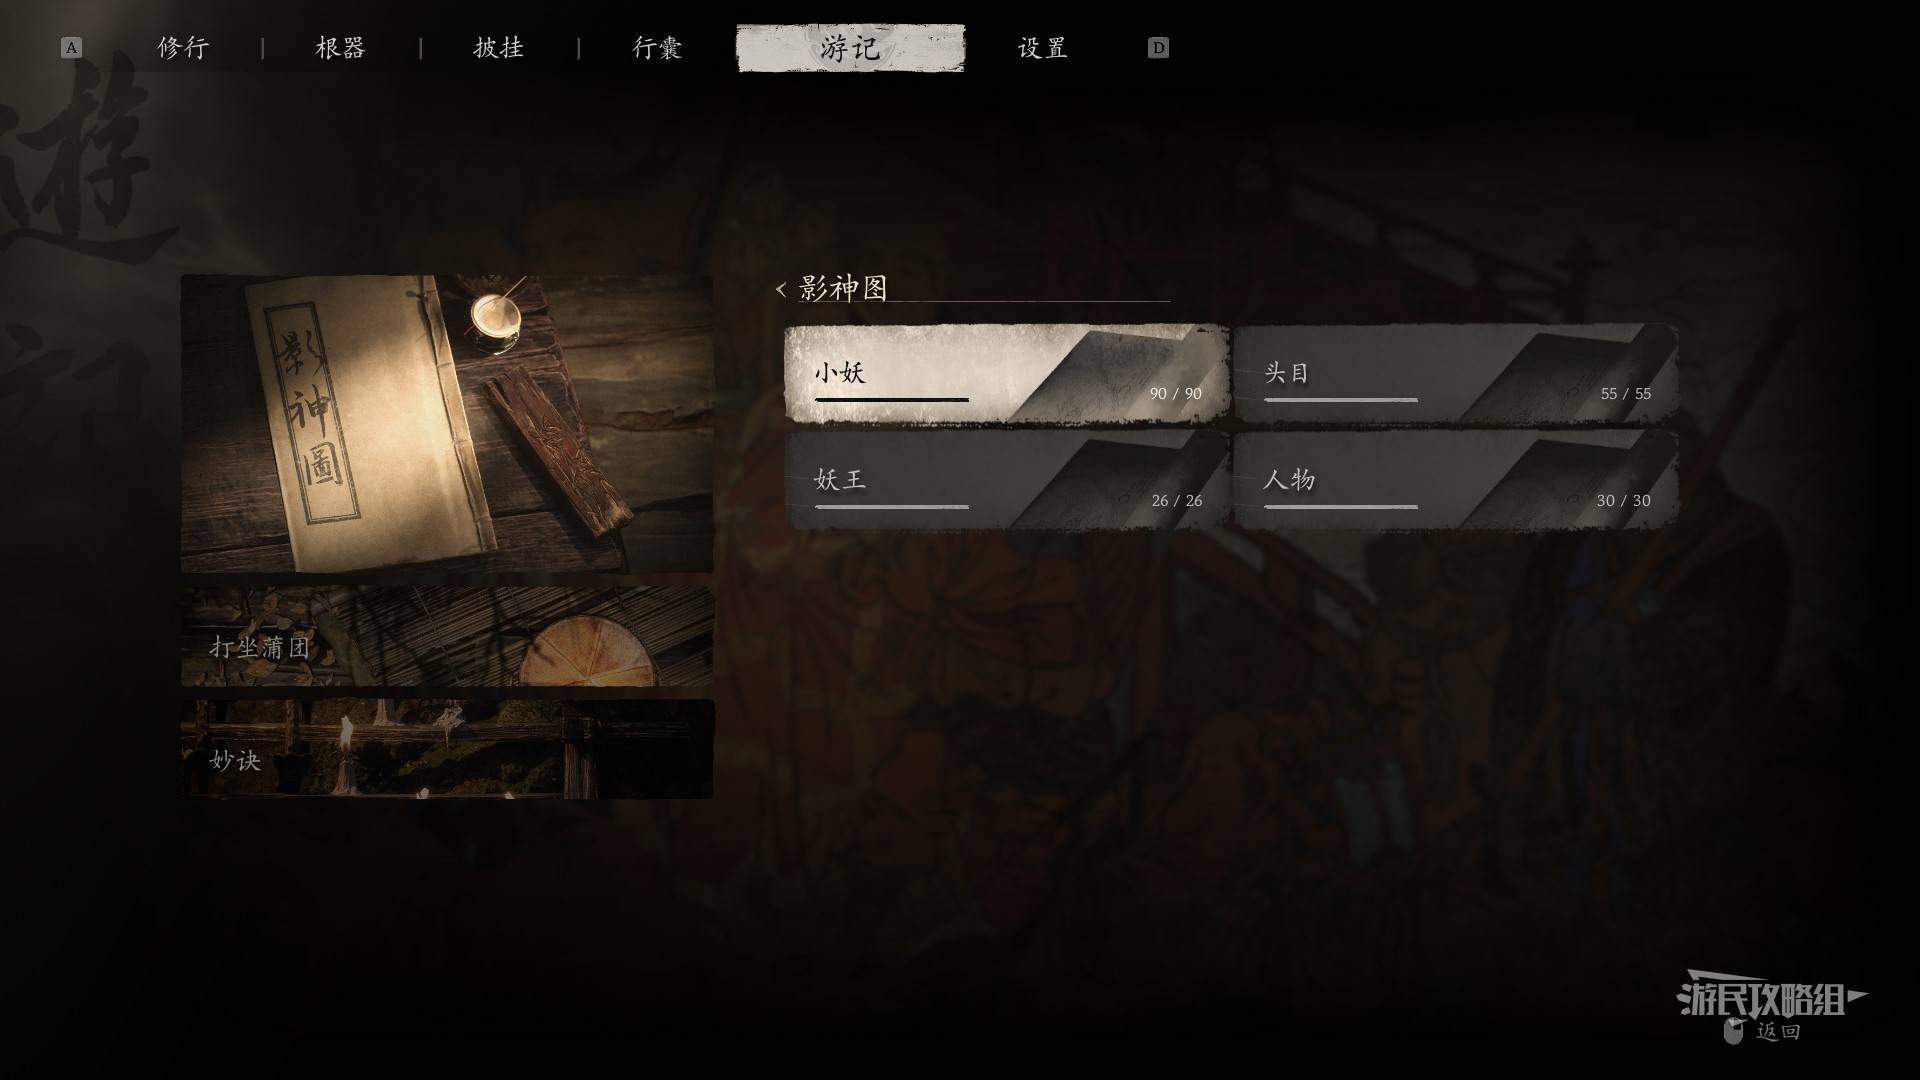 A 修行 | 根器 | 披挂 | 行囊 游记 设置 D
遊
記
影神圖
影神图
小妖 90 / 90
头目 55 / 55
妖王 26 / 26
人物 30 / 30
打坐蒲团
妙诀
游民攻略组
返回